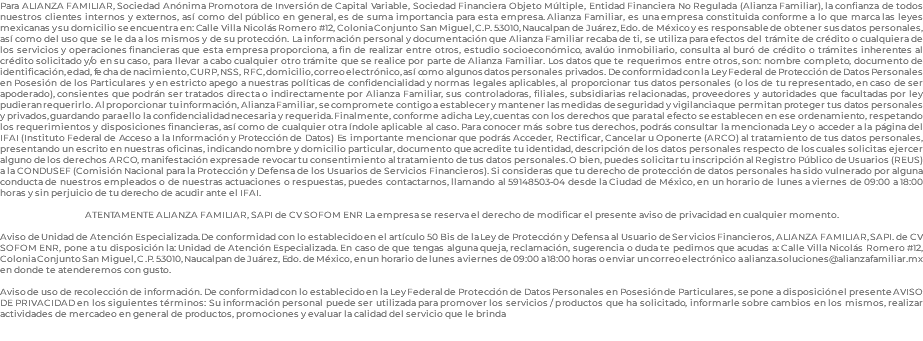 Para ALIANZA FAMILIAR, Sociedad Anónima Promotora de Inversión de Capital Variable, Sociedad Financiera Objeto Múltiple, Entidad Financiera No Regulada (Alianza Familiar), la confianza de todos
nuestros clientes internos y externos, así como del público en general, es de suma importancia para esta empresa. Alianza Familiar, es una empresa constituida conforme a lo que marca las leyes
mexicanas y su domicilio se encuentra en: Calle Villa Nicolás Romero #12, Colonia Conjunto San Miguel, C. P. 53010, Naucalpan de Juárez, Edo. de México y es responsable de obtener sus datos personales,
así como del uso que se le da a los mismos y de su protección. La información personal y documentación que Alianza Familiar recaba de ti, se utiliza para efectos del trámite de crédito o cualquiera de
los servicios y operaciones financieras que esta empresa proporciona, a fin de realizar entre otros, estudio socioeconómico, avalúo inmobiliario, consulta al buró de crédito o trámites inherentes al
crédito solicitado y/o en su caso, para llevar a cabo cualquier otro trámite que se realice por parte de Alianza Familiar. Los datos que te requerimos entre otros, son: nombre completo, documento de
identificación, edad, fecha de nacimiento, CURP, NSS, RFC, domicilio, correo electrónico, así como algunos datos personales privados. De conformidad con la Ley Federal de Protección de Datos Personales
en Posesión de los Particulares y en estricto apego a nuestras políticas de confidencialidad y normas legales aplicables, al proporcionar tus datos personales (o los de tu representado, en caso de ser
apoderado), consientes que podrán ser tratados directa o indirectamente por Alianza Familiar, sus controladoras, filiales, subsidiarias relacionadas, proveedores y autoridades que facultadas por ley
pudieran requerirlo. Al proporcionar tu información, Alianza Familiar, se compromete contigo a establecer y mantener las medidas de seguridad y vigilancia que permitan proteger tus datos personales
y privados, guardando para ello la confidencialidad necesaria y requerida. Finalmente, conforme a dicha Ley, cuentas con los derechos que para tal efecto se establecen en ese ordenamiento, respetando
los requerimientos y disposiciones financieras, así como de cualquier otra índole aplicable al caso. Para conocer más sobre tus derechos, podrás consultar la mencionada Ley o acceder a la página del
IFAI (Instituto Federal de Acceso a la Información y Protección de Datos) Es importante mencionar que podrás Acceder, Rectificar, Cancelar u Oponerte (ARCO) al tratamiento de tus datos personales,
presentando un escrito en nuestras oficinas, indicando nombre y domicilio particular, documento que acredite tu identidad, descripción de los datos personales respecto de los cuales solicitas ejercer
alguno de los derechos ARCO, manifestación expresa de revocar tu consentimiento al tratamiento de tus datos personales. O bien, puedes solicitar tu inscripción al Registro Público de Usuarios (REUS)
a la CONDUSEF (Comisión Nacional para la Protección y Defensa de los Usuarios de Servicios Financieros). Si consideras que tu derecho de protección de datos personales ha sido vulnerado por alguna
conducta de nuestros empleados o de nuestras actuaciones o respuestas, puedes contactarnos, llamando al 59148503-04 desde la Ciudad de México, en un horario de lunes a viernes de 09:00 a 18:00
horas y sin perjuicio de tu derecho de acudir ante el IFAI.
ATENTAMENTE ALIANZA FAMILIAR, SAPI de CV SOFOM ENR La empresa se reserva el derecho de modificar el presente aviso de privacidad en cualquier momento.
Aviso de Unidad de Atención Especializada. De conformidad con lo establecido en el artículo 50 Bis de la Ley de Protección y Defensa al Usuario de Servicios Financieros, ALIANZA FAMILIAR, SAPI. de CV
SOFOM ENR, pone a tu disposición la: Unidad de Atención Especializada. En caso de que tengas alguna queja, reclamación, sugerencia o duda te pedimos que acudas a: Calle Villa Nicolás Romero #12,
Colonia Conjunto San Miguel, C .P. 53010, Naucalpan de Juárez, Edo. de México, en un horario de lunes a viernes de 09:00 a 18:00 horas o enviar un correo electrónico a alianza.soluciones@alianzafamiliar.mx
en donde te atenderemos con gusto.
Aviso de uso de recolección de información. De conformidad con lo establecido en la Ley Federal de Protección de Datos Personales en Posesión de Particulares, se pone a disposición el presente AVISO
DE PRIVACIDAD en los siguientes términos: Su información personal puede ser utilizada para promover los servicios / productos que ha solicitado, informarle sobre cambios en los mismos, realizar
actividades de mercadeo en general de productos, promociones y evaluar la calidad del servicio que le brinda